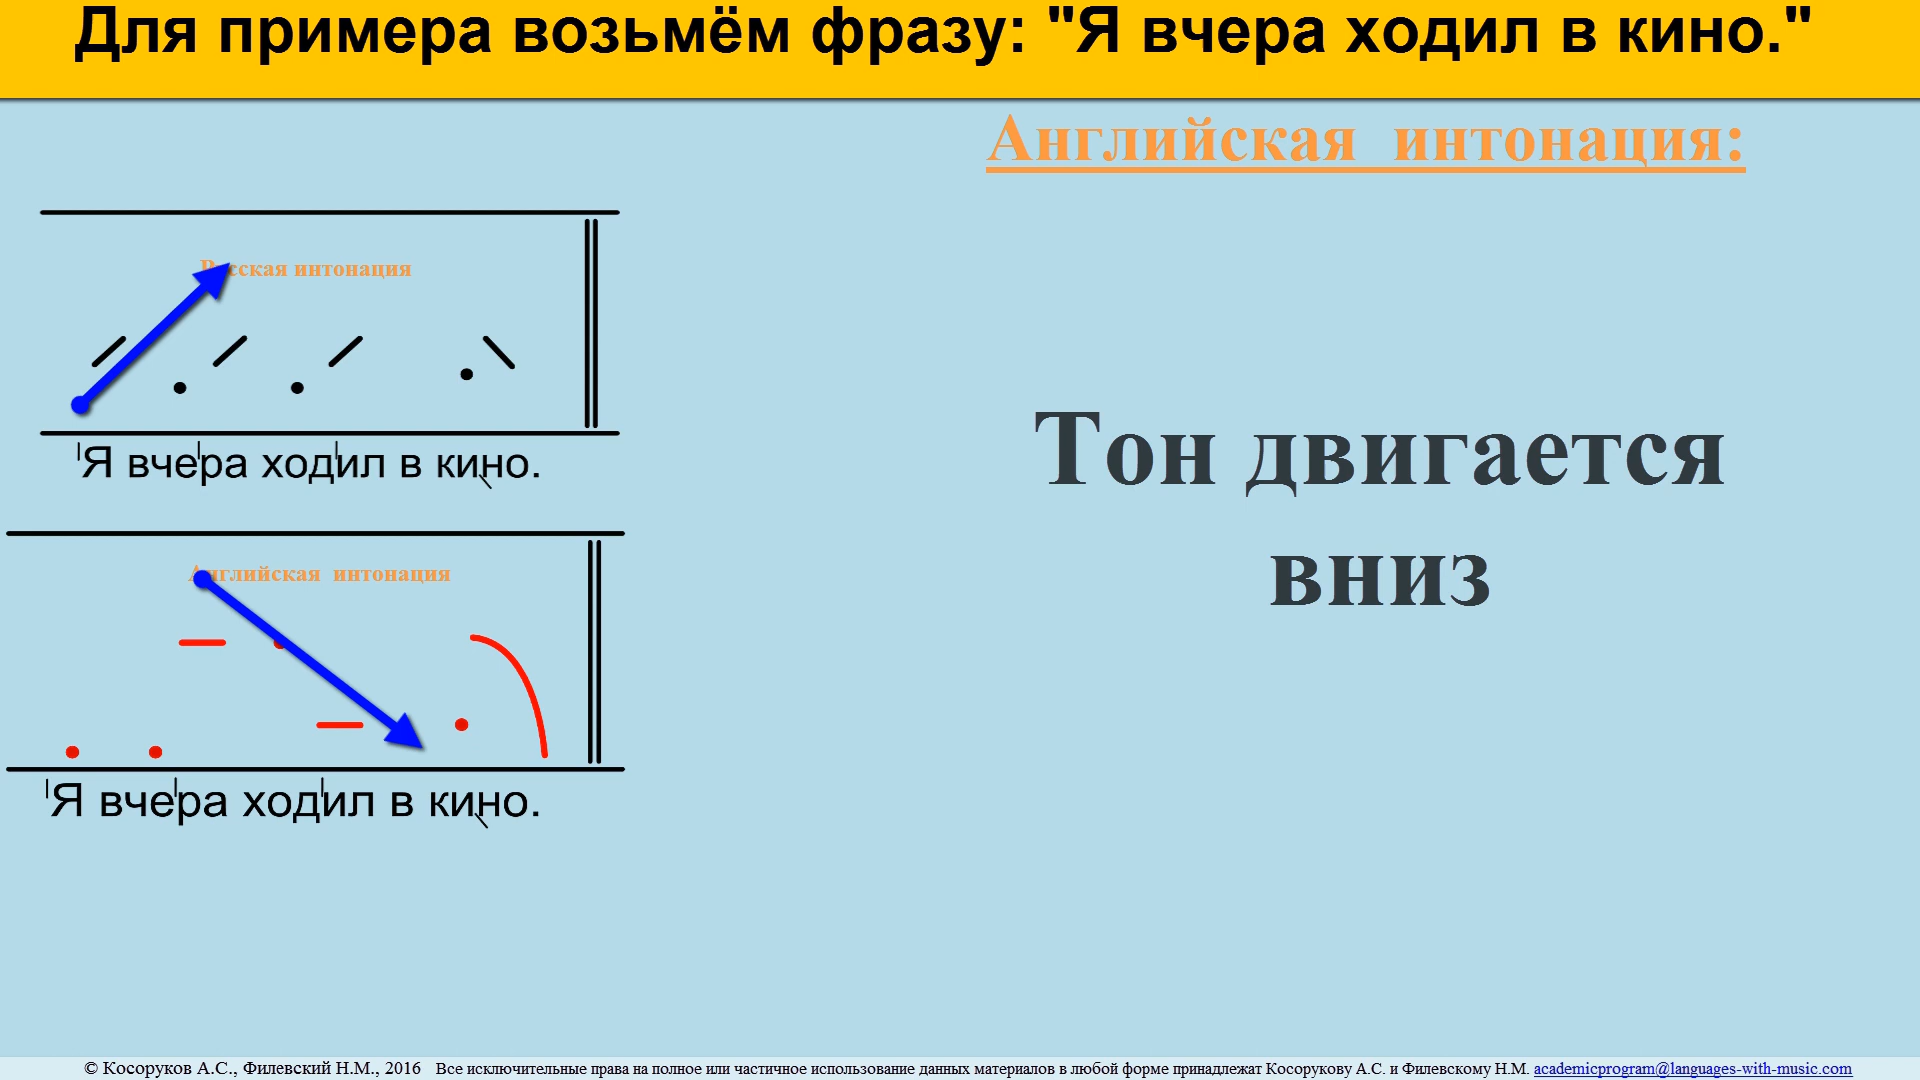 Для примера возьмём фразу: "Я вчера ходил в кино."
Английская интонация:
Русская интонация
Я вчера ходил в кино.
Тон двигается
вниз
Английская интонация
Я вчера ходил в кино.
© Косоруков А.С., Филевский Н.М., 2016 Все исключительные права на полное или частичное использование данных материалов в любой форме принадлежат Косорукову А.С. и Филевскому Н.М. academicprogram@languages-with-music.com